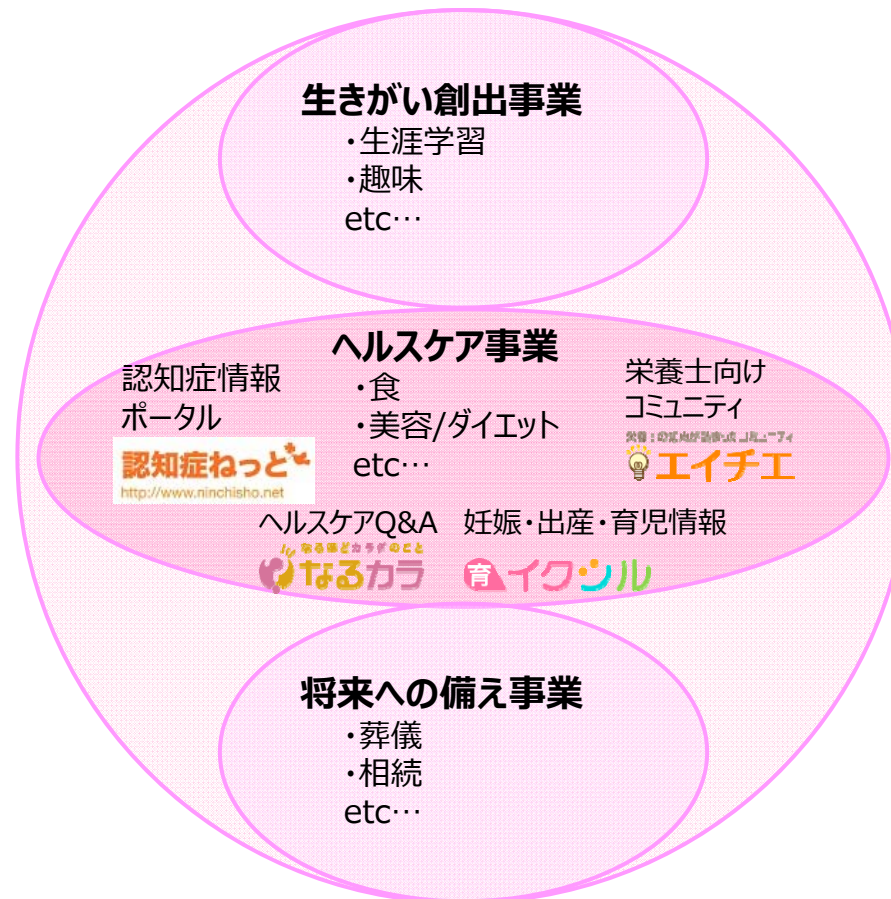 生きがい創出事業
・生涯学習
・趣味
etc…
ヘルスケア事業
・食
・美容/ダイエット
etc…
認知症情報
ポータル
認知症ねっと
http://www.ninchisho.net
栄養士向け
コミュニティ
エイチエ
ヘルスケアQ&A
なるほどカラダのこと
なるカラ
妊娠・出産・育児情報
育 イクシル
将来への備え事業
・葬儀
・相続
etc…